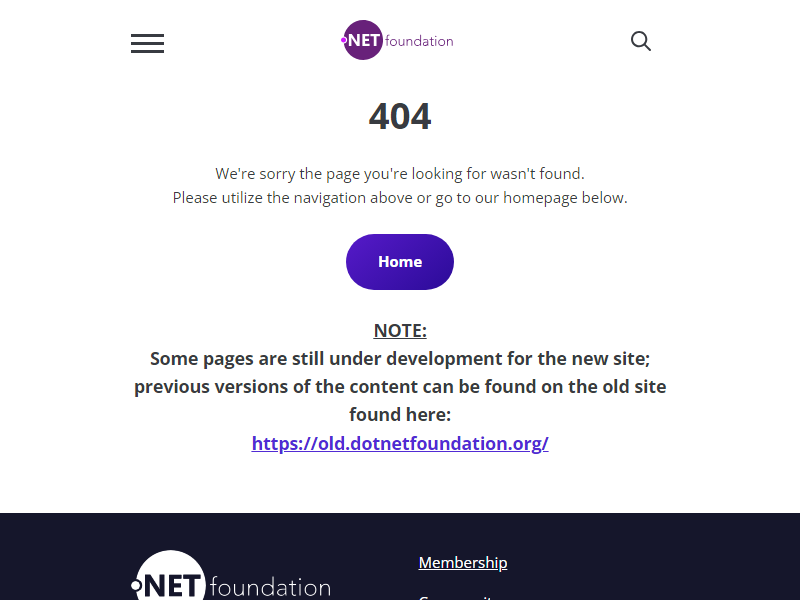 .NET foundation
404
We're sorry the page you're looking for wasn't found.
Please utilize the navigation above or go to our homepage below.
Home
NOTE:
Some pages are still under development for the new site;
previous versions of the content can be found on the old site
found here:
https://old.dotnetfoundation.org/
.NET foundation
Membership